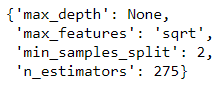 {'max_depth': None,
 'max_features': 'sqrt',
 'min_samples_split': 2,
 'n_estimators': 275}